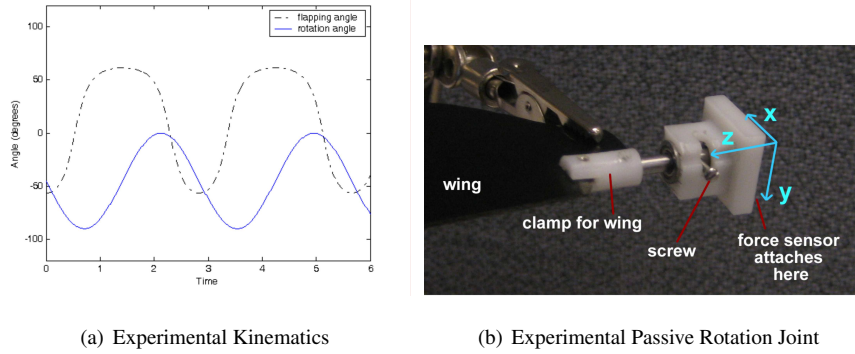 flapping angle
rotation angle
100
50
0
-50
-100
Angle (degrees)
0
1
2
3
4
5
6
Time
x
z
y
wing
clamp for wing
screw
force sensor
attaches
here
(a) Experimental Kinematics
(b) Experimental Passive Rotation Joint